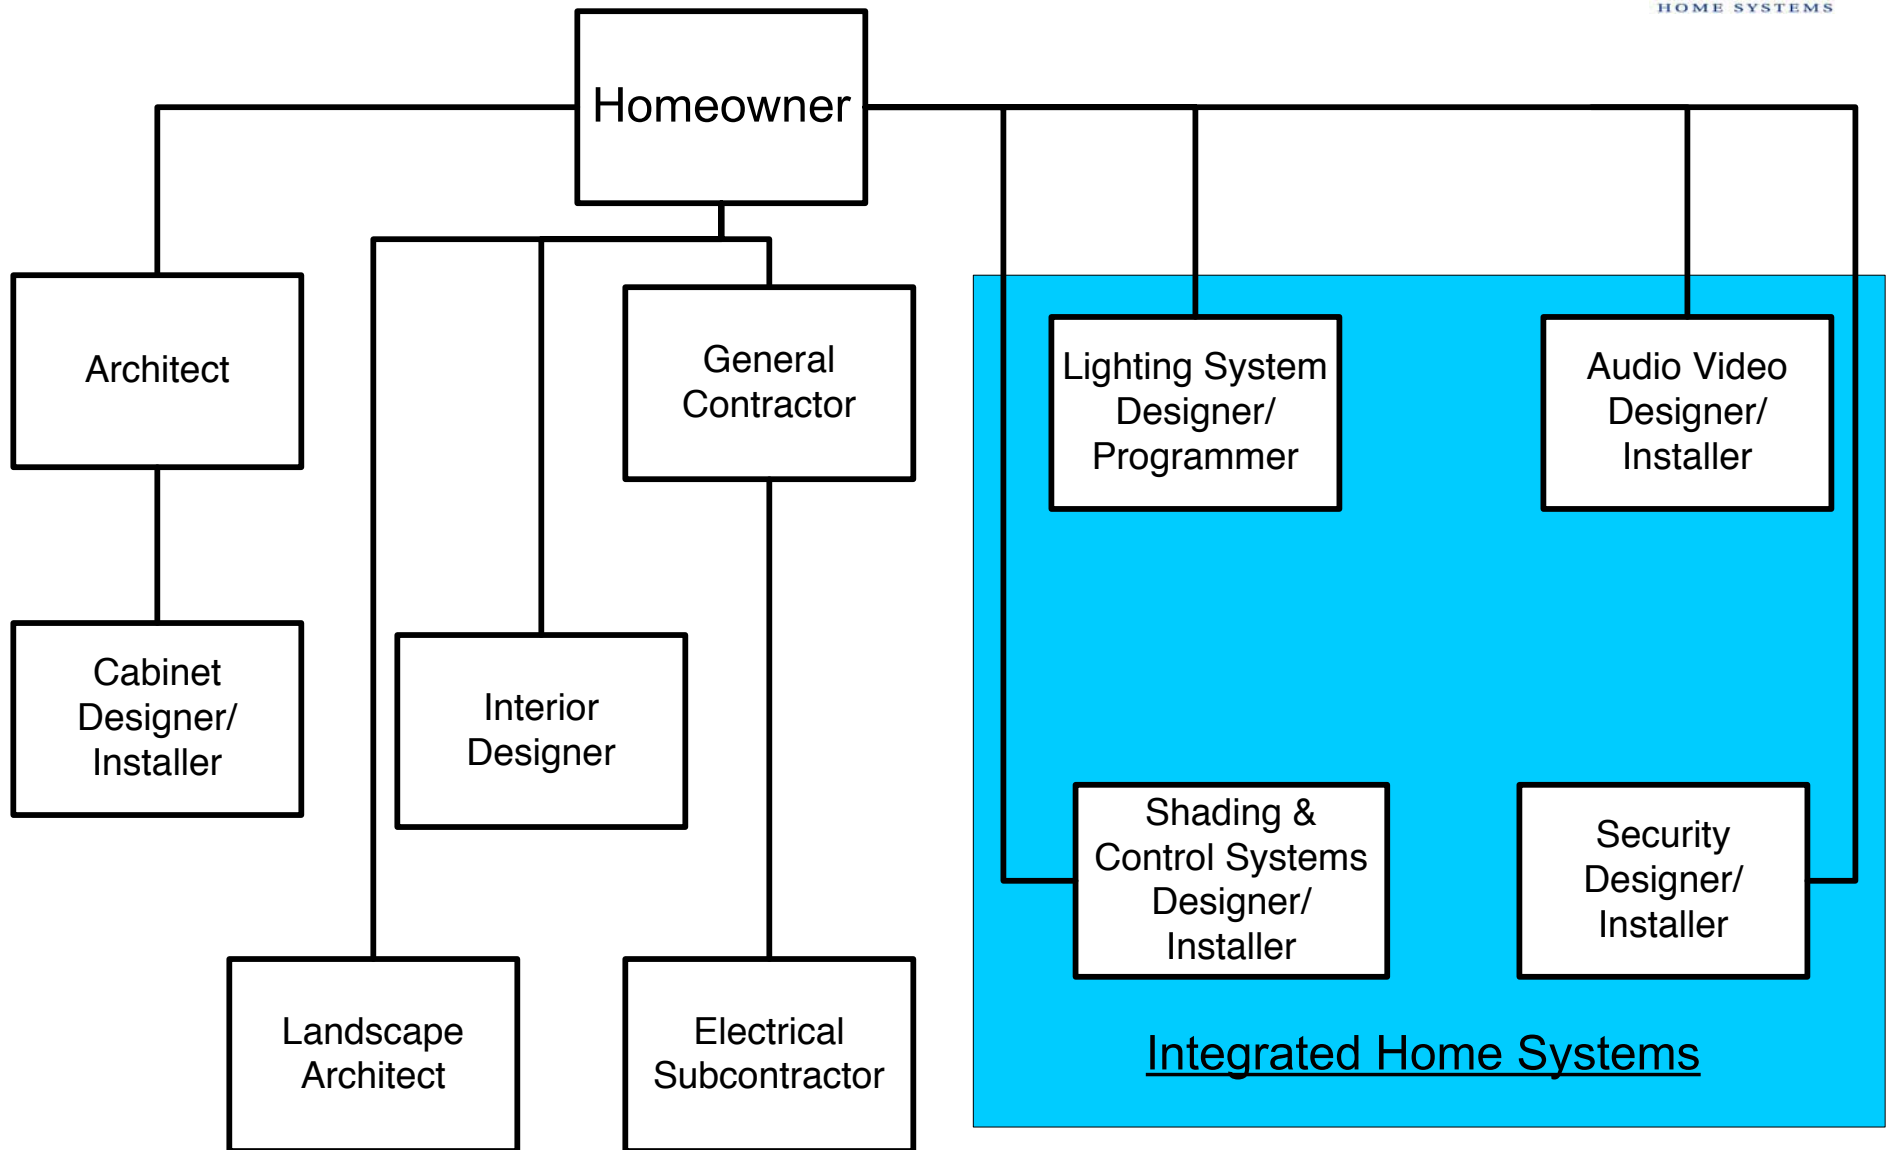 HOME SYSTEMS
Homeowner
Architect
General
Contractor
Lighting System
Designer/
Programmer
Audio Video
Designer/
Installer
Cabinet
Designer/
Installer
Interior
Designer
Shading &
Control Systems
Designer/
Installer
Security
Designer/
Installer
Landscape
Architect
Electrical
Subcontractor
Integrated Home Systems